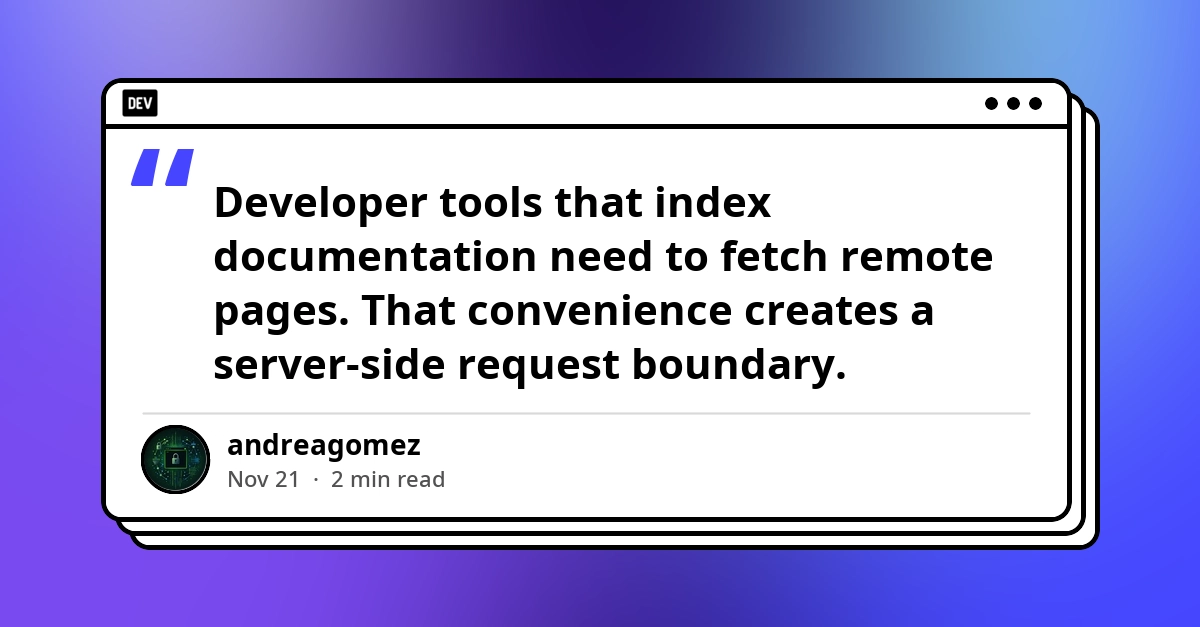 DEV
“
Developer tools that index
documentation need to fetch remote
pages. That convenience creates a
server-side request boundary.
andreagomez
Nov 21 · 2 min read